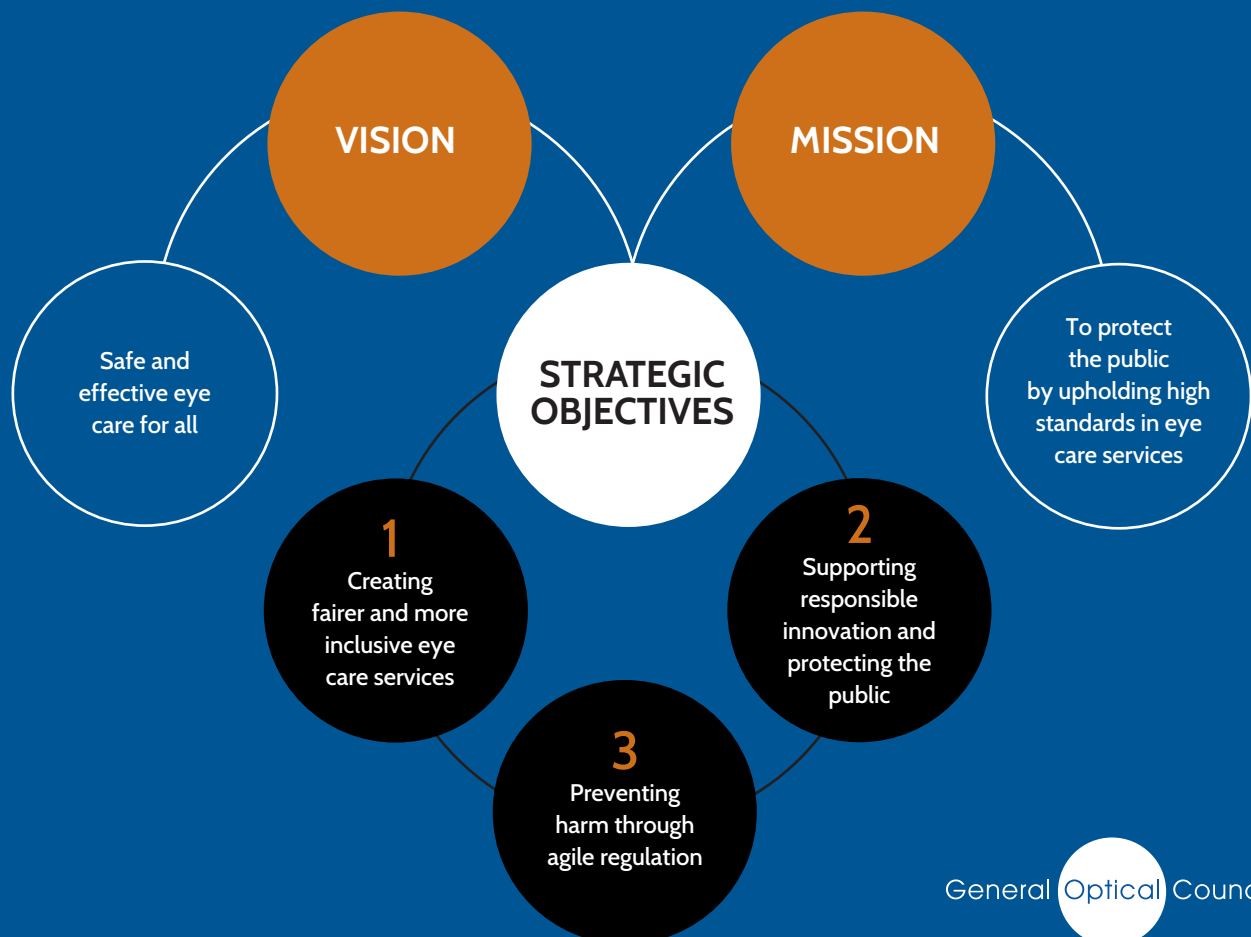 VISION
MISSION
Safe and
effective eye
care for all
STRATEGIC
OBJECTIVES
To protect
the public
by upholding high
standards in eye
care services
1
Creating
fairer and more
inclusive eye
care services
2
Supporting
responsible
innovation and
protecting the
public
3
Preventing
harm through
agile regulation
General Optical